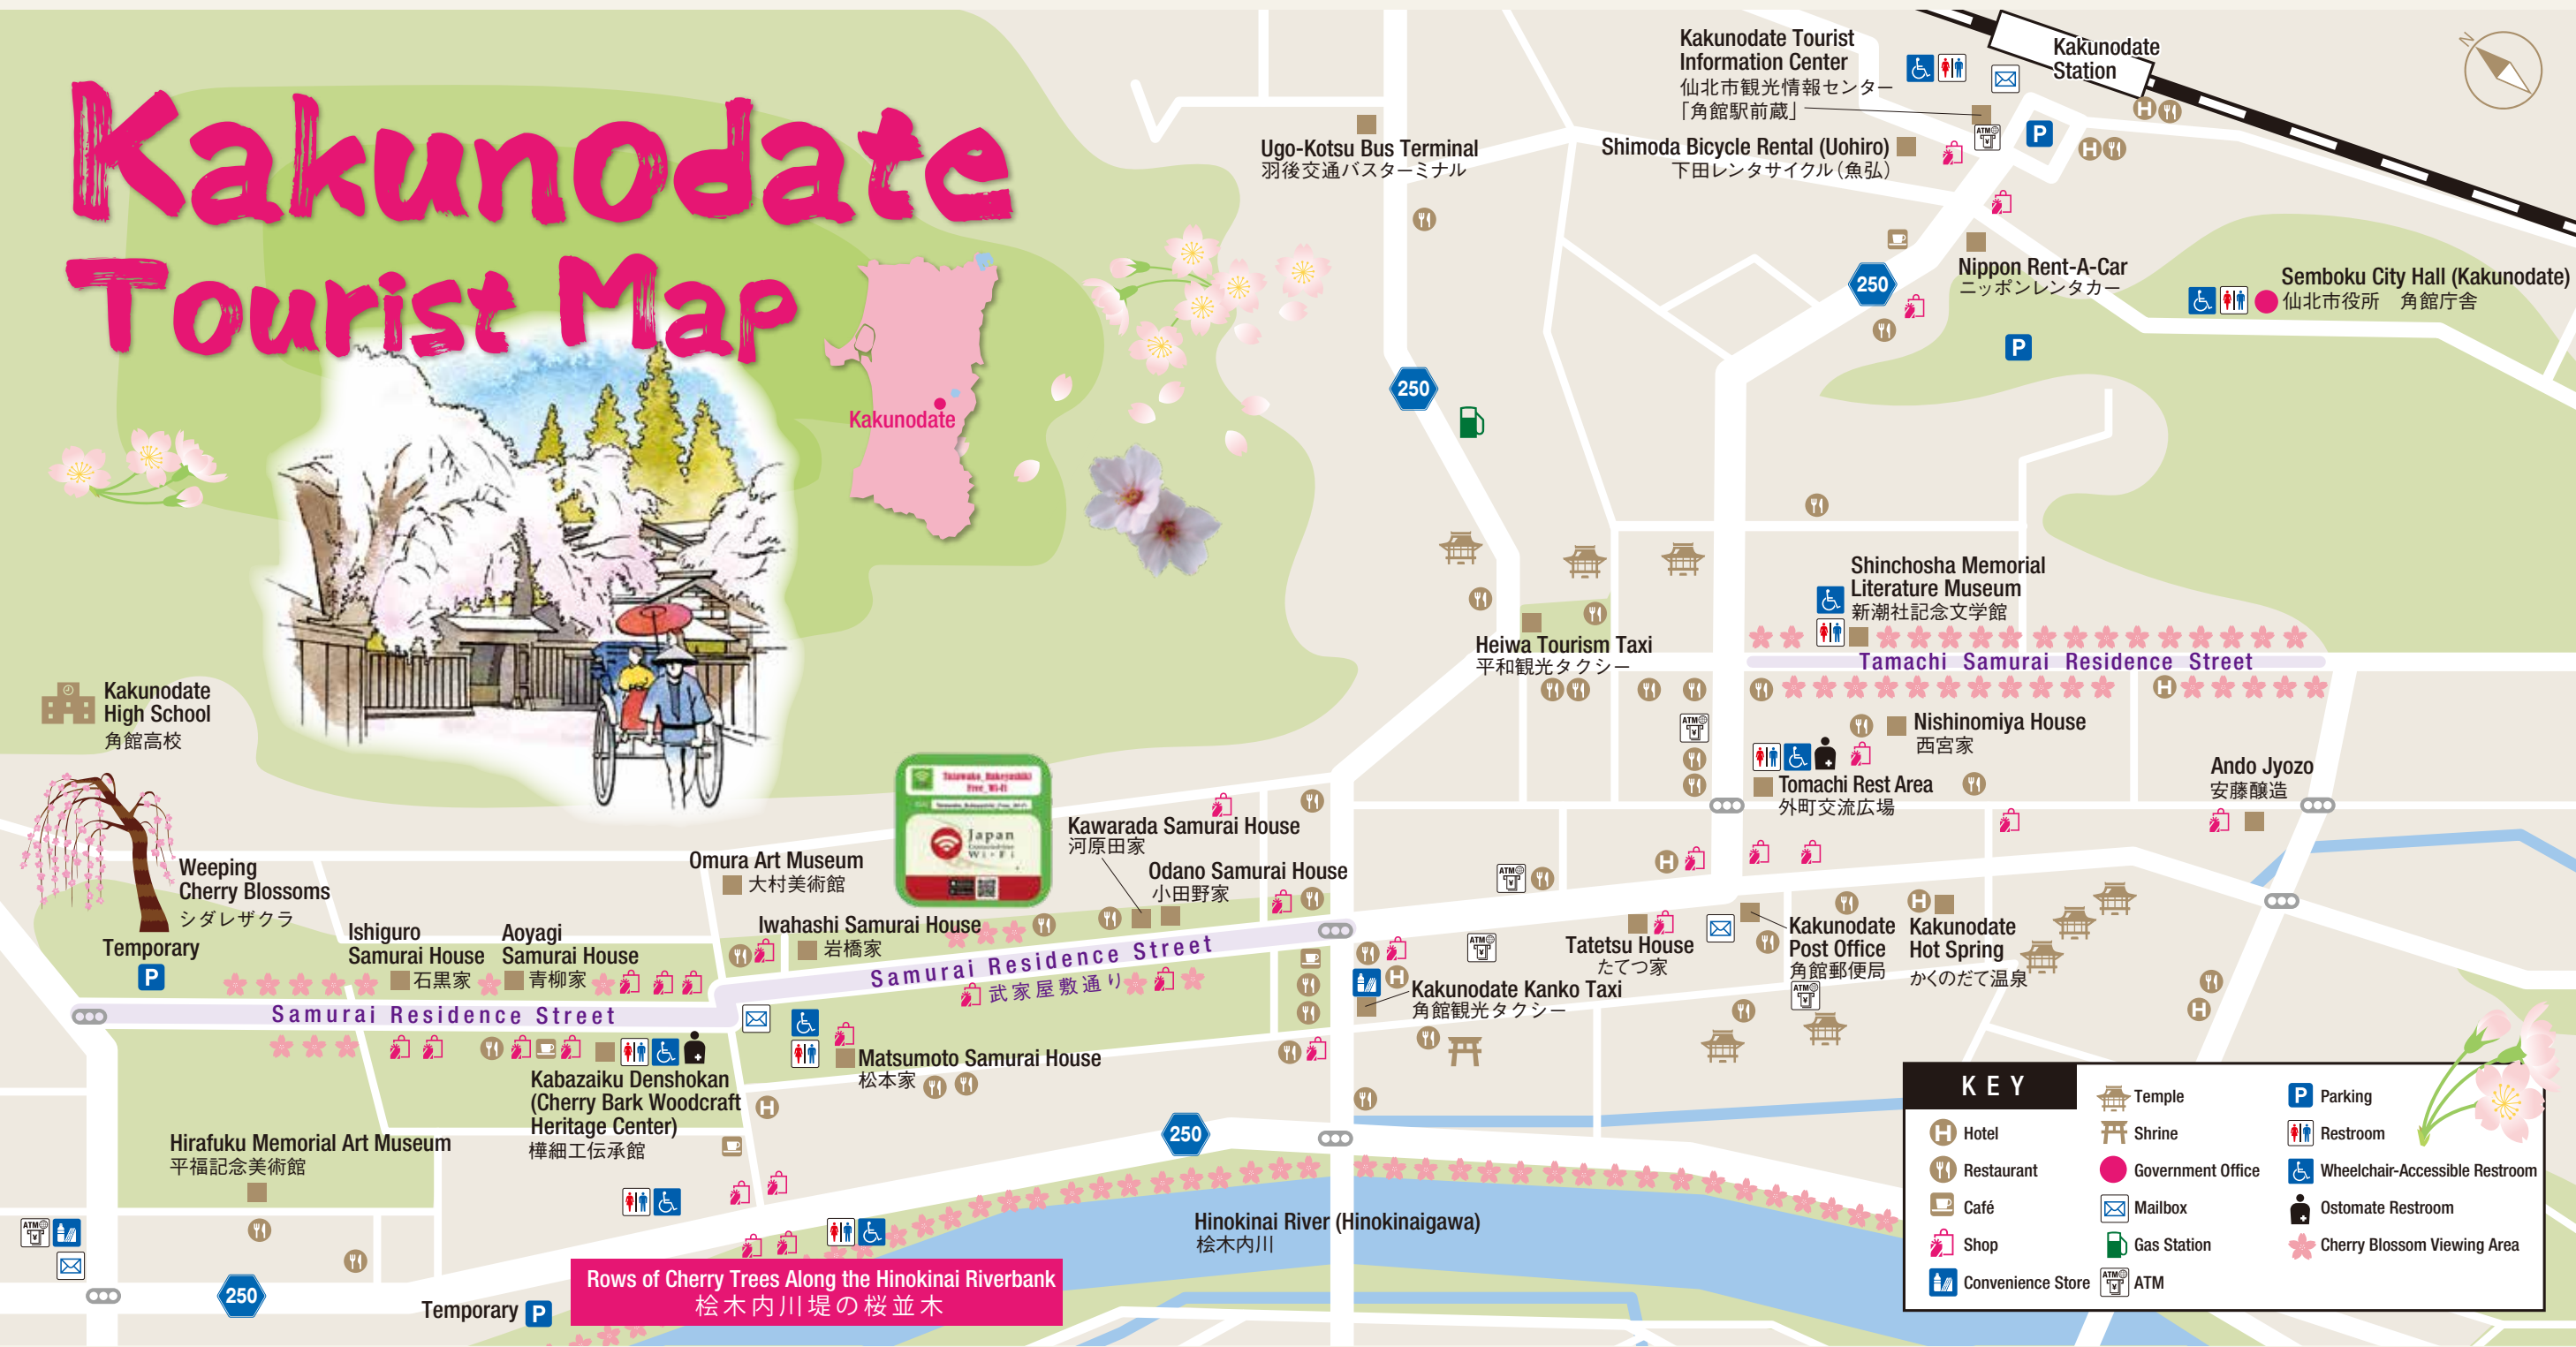 Kakunodate
Tourist Map
Kakunodate
Kakunodate Tourist
Information Center
仙北市観光情報センター
「角館駅前蔵」
Kakunodate
Station
N
Ugo-Kotsu Bus Terminal
羽後交通バスターミナル
Shimoda Bicycle Rental (Uohiro)
下田レンタサイクル（魚弘）
ATM
P
H
H
Nippon Rent-A-Car
ニッポンレンタカー
250
Semboku City Hall (Kakunodate)
仙北市役所 角館庁舎
P
250
Shinchosha Memorial
Literature Museum
新潮社記念文学館
Heiwa Tourism Taxi
平和観光タクシー
Tamachi Samurai Residence Street
H
ATM
Nishinomiya House
西宮家
Tomachi Rest Area
外町交流広場
Ando Jyozo
安藤醸造
Kakunodate
High School
角館高校
Weeping
Cherry Blossoms
シダレザクラ
Temporary
P
Ishiguro
Samurai House
石黒家
Aoyagi
Samurai House
青柳家
Omura Art Museum
大村美術館
Iwahashi Samurai House
岩橋家
Free_Wi-Fi
Japan
Wi-Fi
Kawarada Samurai House
河原田家
Odano Samurai House
小田野家
Samurai Residence Street
武家屋敷通り
Samurai Residence Street
H
ATM
ATM
Tatetsu House
たてつ家
Kakunodate
Post Office
角館郵便局
ATM
H
Kakunodate
Hot Spring
かくのだて温泉
H
H
Kakunodate Kanko Taxi
角館観光タクシー
Matsumoto Samurai House
松本家
Kabazaiku Denshokan
(Cherry Bark Woodcraft
Heritage Center)
樺細工伝承館
H
Hirafuku Memorial Art Museum
平福記念美術館
ATM
250
250
Temporary P
Rows of Cherry Trees Along the Hinokinai Riverbank
桧木内川堤の桜並木
Hinokinai River (Hinokinaigawa)
桧木内川
KEY
H Hotel
Restaurant
Café
Shop
Convenience Store
Temple
Shrine
Government Office
Mailbox
Gas Station
ATM ATM
P Parking
Restroom
Wheelchair-Accessible Restroom
Ostomate Restroom
Cherry Blossom Viewing Area